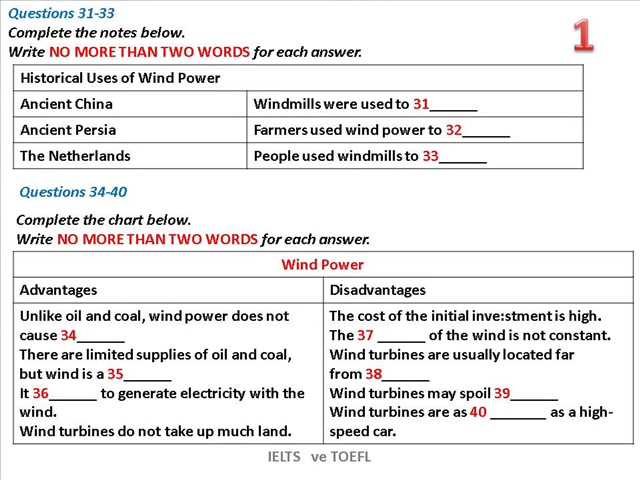 Questions 31-33
Complete the notes below.
Write NO MORE THAN TWO WORDS for each answer.
1
Historical Uses of Wind Power
Ancient China Windmills were used to 31______
Ancient Persia Farmers used wind power to 32______
The Netherlands People used windmills to 33______
Questions 34-40
Complete the chart below.
Write NO MORE THAN TWO WORDS for each answer.
Wind Power
Advantages
Unlike oil and coal, wind power does not
cause 34______
There are limited supplies of oil and coal,
but wind is a 35______
It 36______ to generate electricity with the
wind.
Wind turbines do not take up much land.
Disadvantages
The cost of the initial inve:stment is high.
The 37 ______ of the wind is not constant.
Wind turbines are usually located far
from 38______
Wind turbines may spoil 39______
Wind turbines are as 40 _______ as a high-
speed car.
IELTS ve TOEFL